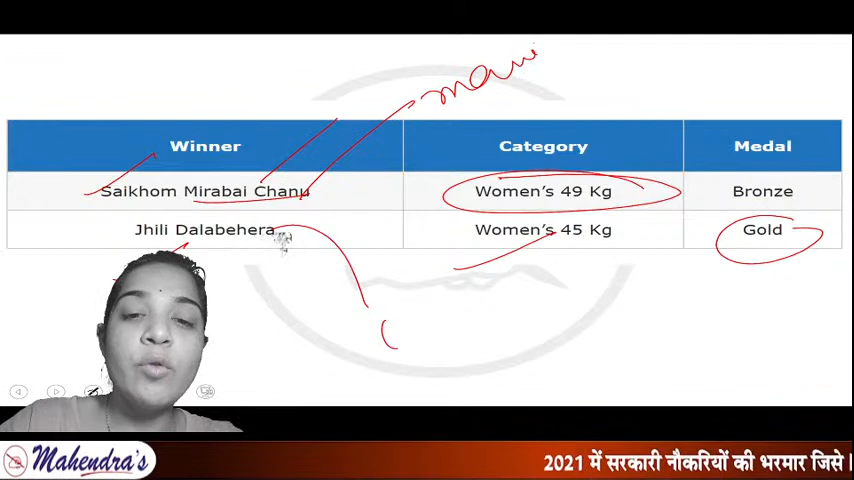 Mani
Winner Category Medal
Saikhom Mirabai Chanu Women's 49 Kg Bronze
Jhili Dalabehera Women's 45 Kg Gold
Mahendra's
2021 में सरकारी नौकरियों की भरमार जिसे